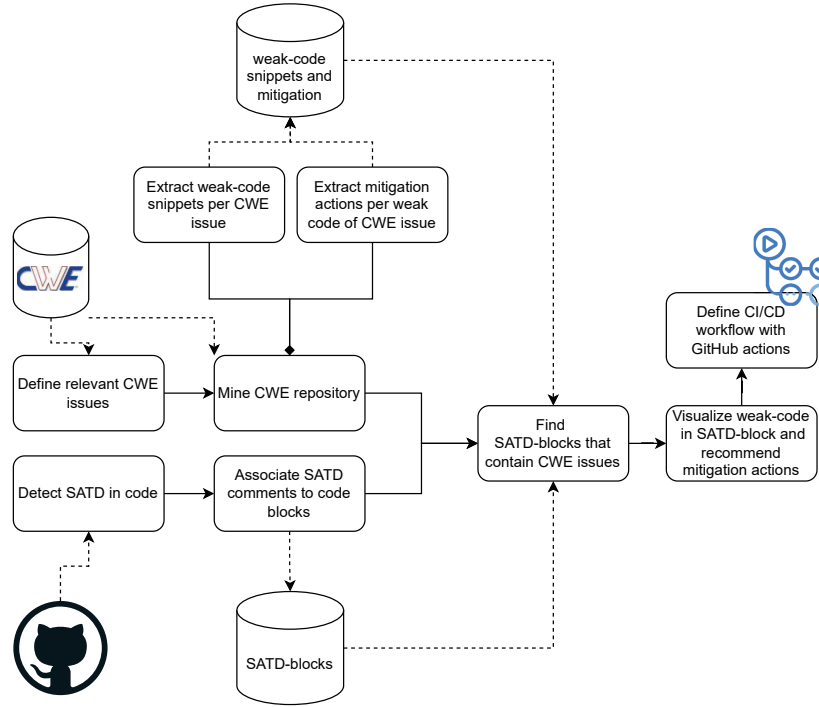 weak-code
snippets and
mitigation
Extract weak-code
snippets per CWE
issue
Extract mitigation
actions per weak
code of CWE issue
CWE
Define relevant CWE
issues
Mine CWE repository
Detect SATD in code
Associate SATD
comments to code
blocks
SATD-blocks
Find
SATD-blocks that
contain CWE issues
Define CI/CD
workflow with
GitHub actions
Visualize weak-code
in SATD-block and
recommend
mitigation actions